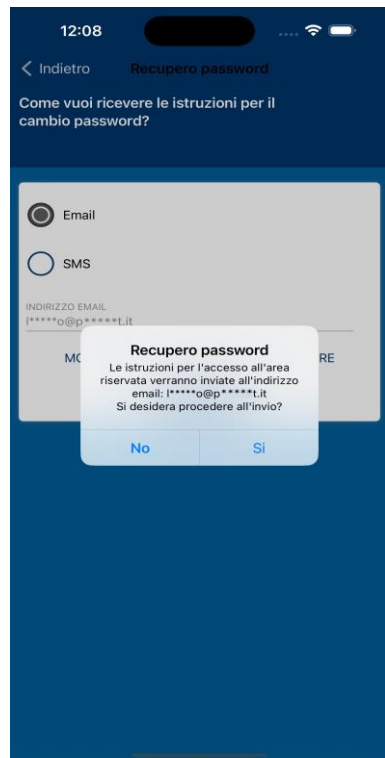 12:08
Indietro
Recupero password
Come vuoi ricevere le istruzioni per il
cambio password?
Email
SMS
INDIRIZZO EMAIL
l*****o@p*****t.it
Recupero password
Le istruzioni per l'accesso all'area
riservata verranno inviate all'indirizzo
email: l*****o@p*****t.it
Si desidera procedere all'invio?
No
Si